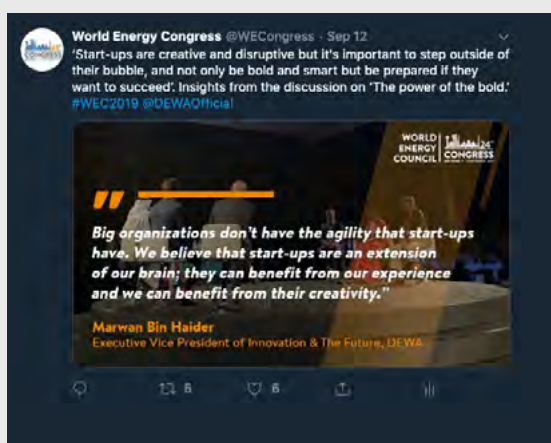 World Energy Congress @WECongress · Sep 12
'Start-ups are creative and disruptive but it's important to step outside of
their bubble, and not only be bold and smart but be prepared if they
want to succeed'. Insights from the discussion on 'The power of the bold.'
#WEC2019 @DEWAOfficial
WORLD
ENERGY
COUNCIL
24th
CONGRESS
"
Big organizations don't have the agility that start-ups
have. We believe that start-ups are an extension
of our brain; they can benefit from our experience
and we can benefit from their creativity."
Marwan Bin Haider
Executive Vice President of Innovation & The Future, DEWA
6
6